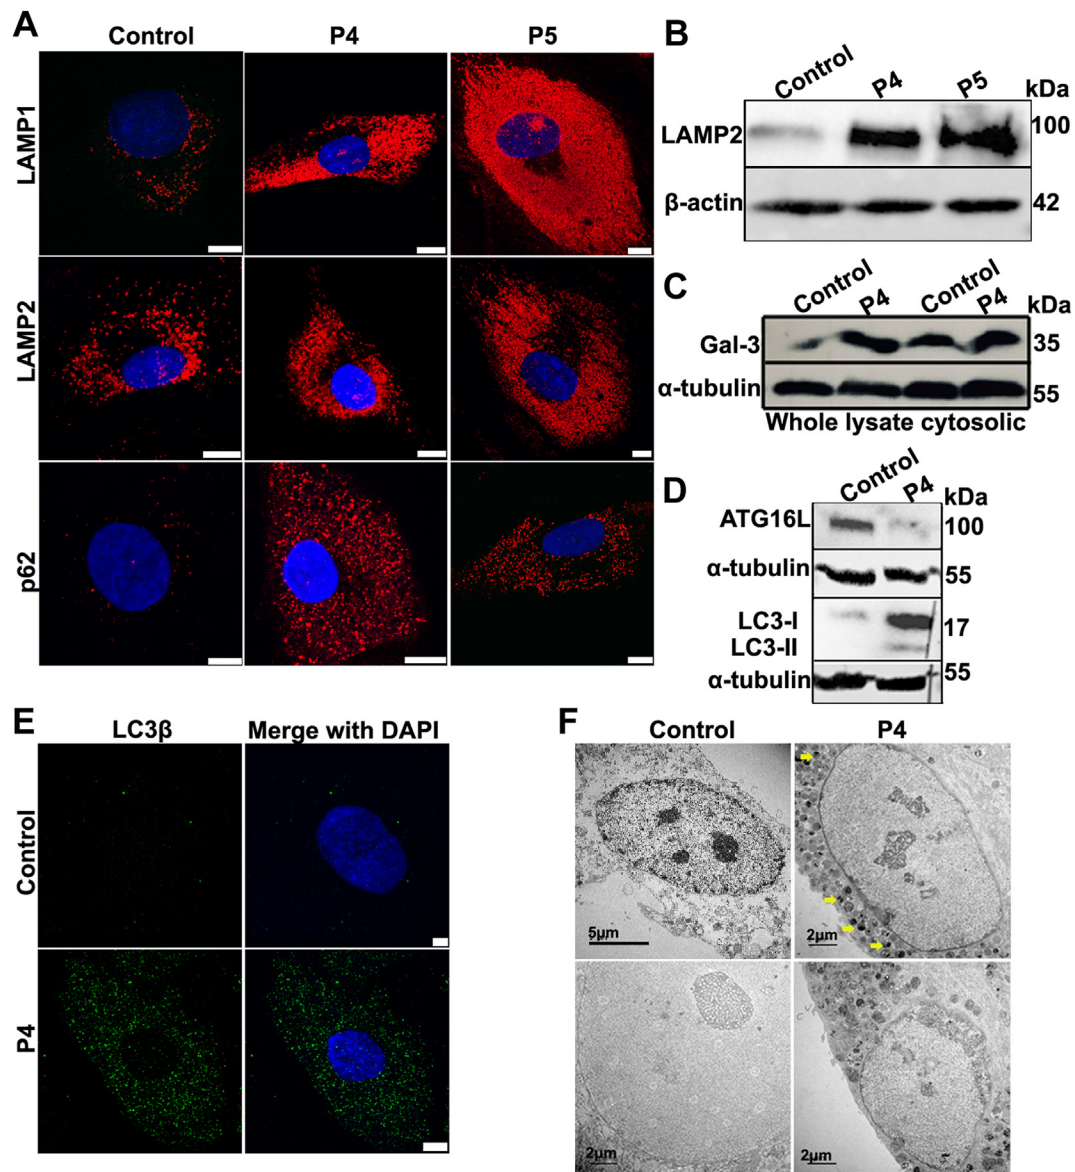 A
Control P4 P5
LAMP1
LAMP2
p62
B
Control P4 P5 kDa
LAMP2 100
β-actin 42
C
Control P4 Control P4 kDa
Gal-3 35
α-tubulin 55
Whole lysate cytosolic
D
Control P4 kDa
ATG16L 100
α-tubulin 55
LC3-I 17
LC3-II
α-tubulin 55
E
LC3β Merge with DAPI
Control
P4
F
Control P4
5μm 2μm
2μm 2μm